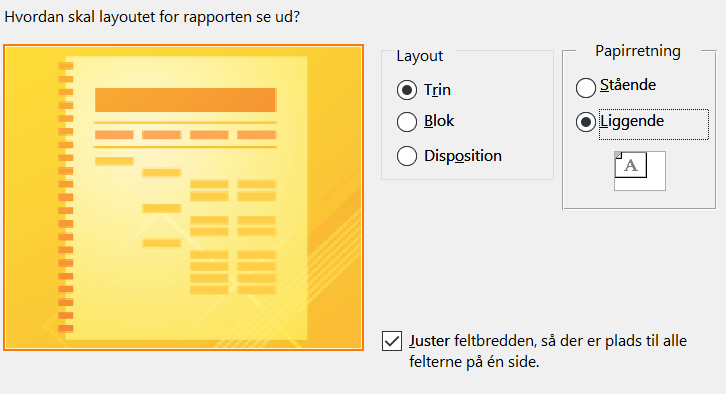 Hvordan skal layoutet for rapporten se ud?
Layout
Trin
Blok
Disposition
Papirretning
Stående
Liggende
A
Juster feltbredden, så der er plads til alle
felterne på én side.